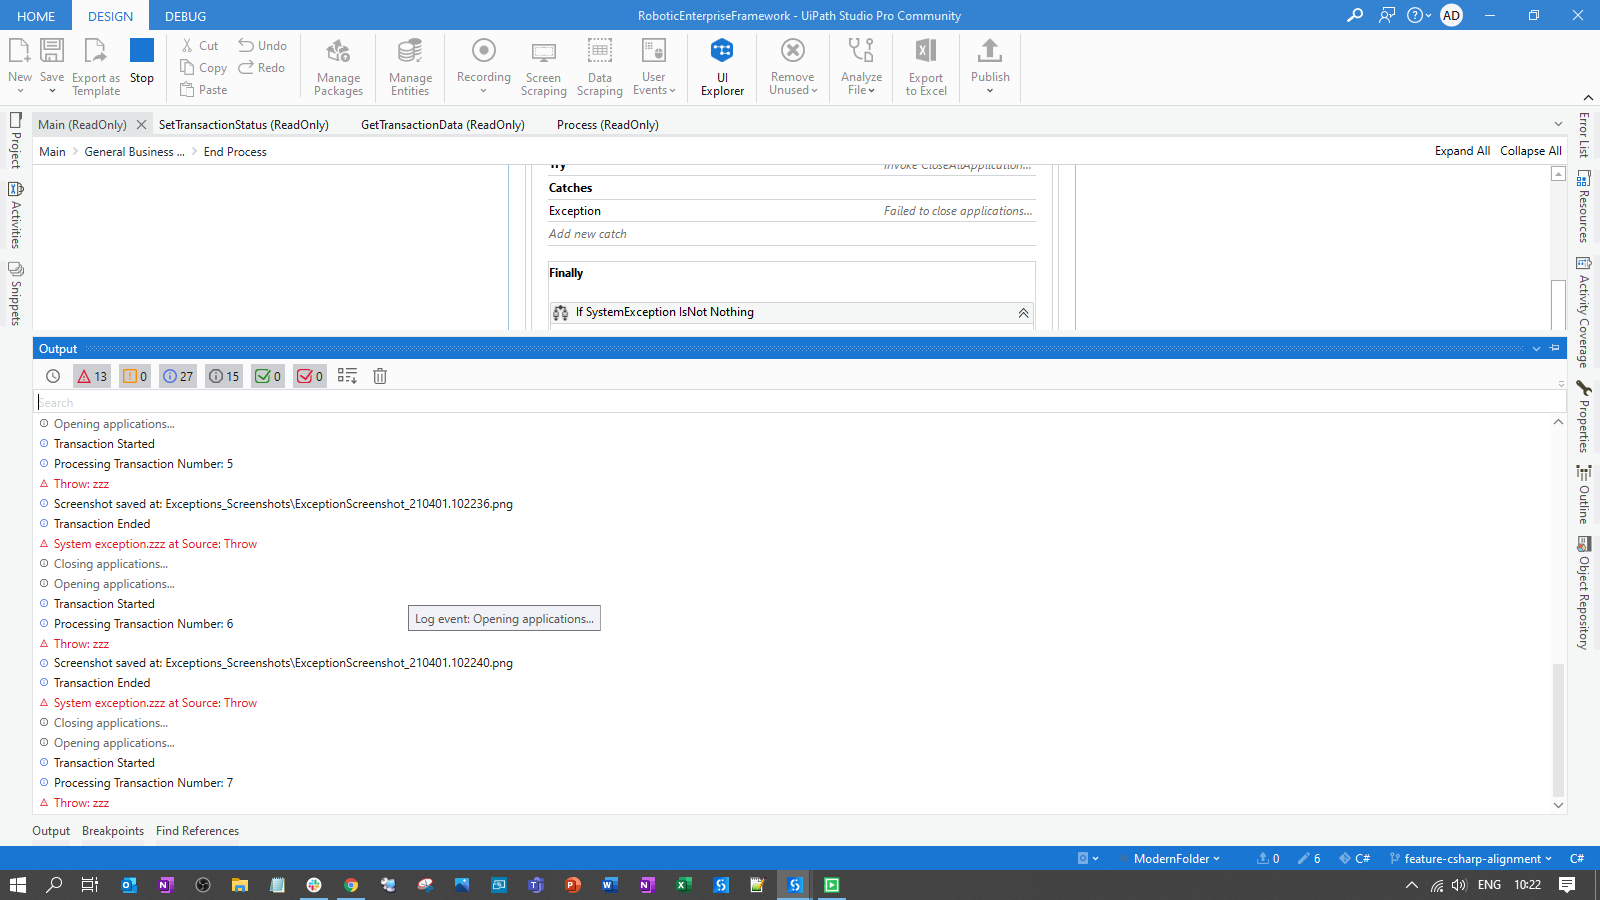 HOME DESIGN DEBUG RoboticEnterpriseFramework - UiPath Studio Pro Community AD
New Save Export as Template Stop Cut Copy Paste Undo Redo Manage Packages Manage Entities Recording Screen Scraping Data Scraping User Events UI Explorer Remove Unused Analyze File Export to Excel Publish
Main (ReadOnly) SetTransactionStatus (ReadOnly) GetTransactionData (ReadOnly) Process (ReadOnly)
Main General Business ... End Process Expand All Collapse All
Project
Activities
Snippets
Try Invoke CloseAllApplication...
Catches
Exception Failed to close applications...
Add new catch
Finally
If SystemException IsNot Nothing
Error List
Resources
Activity Coverage
Properties
Outline
Object Repository
Output
13 0 27 15 0 0
Search
Opening applications...
Transaction Started
Processing Transaction Number: 5
Throw: zzz
Screenshot saved at: Exceptions_Screenshots\ExceptionScreenshot_210401.102236.png
Transaction Ended
System exception.zzz at Source: Throw
Closing applications...
Opening applications...
Transaction Started
Log event: Opening applications...
Processing Transaction Number: 6
Throw: zzz
Screenshot saved at: Exceptions_Screenshots\ExceptionScreenshot_210401.102240.png
Transaction Ended
System exception.zzz at Source: Throw
Closing applications...
Opening applications...
Transaction Started
Processing Transaction Number: 7
Throw: zzz
Output Breakpoints Find References
ModernFolder 0 6 C# feature-csharp-alignment C#
ENG 10:22